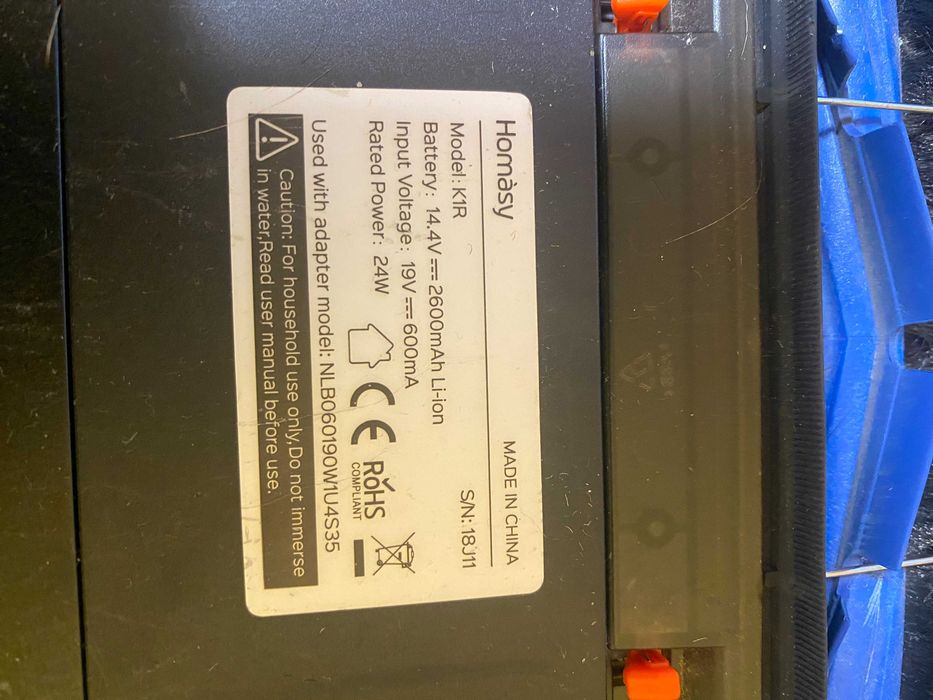 Homàsy
MADE IN CHINA
Model: K1R
S/N: 18J11
Battery: 14.4V 2600mAh Li-ion
Input Voltage: 19V 600mA
Rated Power: 24W
CE
RoHS
COMPLIANT
Used with adapter model: NLB060190W1U4S35
Caution: For household use only,Do not immerse
in water,Read user manual before use.